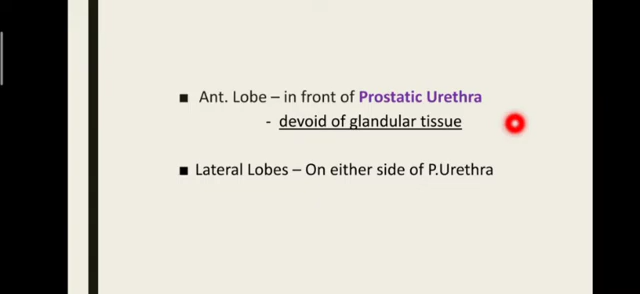 ■ Ant. Lobe – in front of Prostatic Urethra
- devoid of glandular tissue
■ Lateral Lobes – On either side of P.Urethra